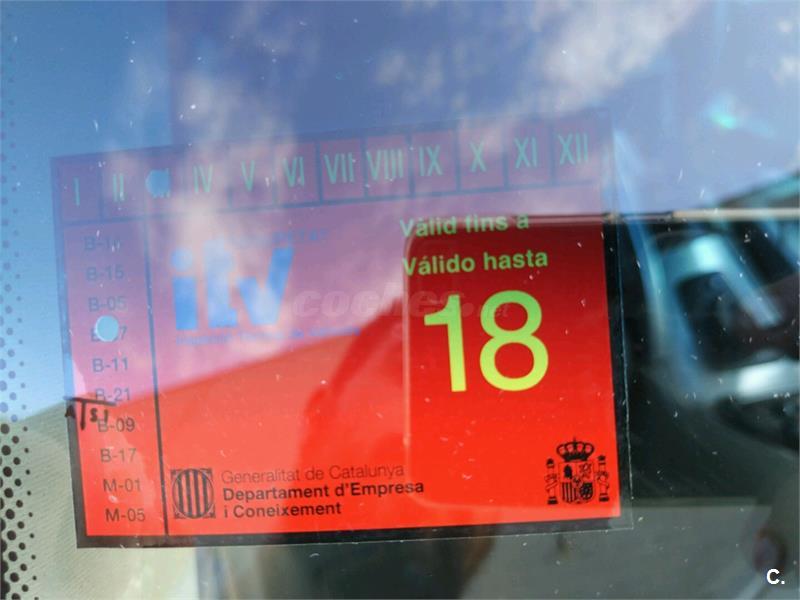 I II IV V VI VII VIII IX X XI XII
Vàlid fins a
Válido hasta
18
itv
coches.net
B-15
B-05
B-11
B-21
B-09
B-17
M-01
M-05
Generalitat de Catalunya
Departament d'Empresa
i Coneixement
C.